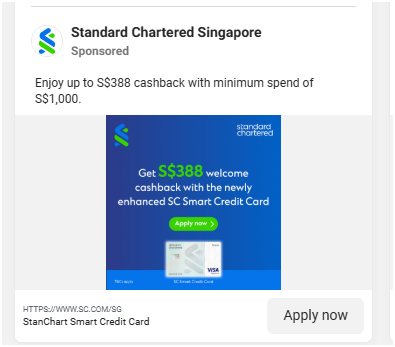 Standard Chartered Singapore
Sponsored
Enjoy up to S$388 cashback with minimum spend of
S$1,000.
standard
chartered
Get S$388 welcome
cashback with the newly
enhanced SC Smart Credit Card
Apply now >
VISA
T&Cs apply
SC Smart Credit Card
HTTPS://WWW.SC.COM/SG
StanChart Smart Credit Card
Apply now